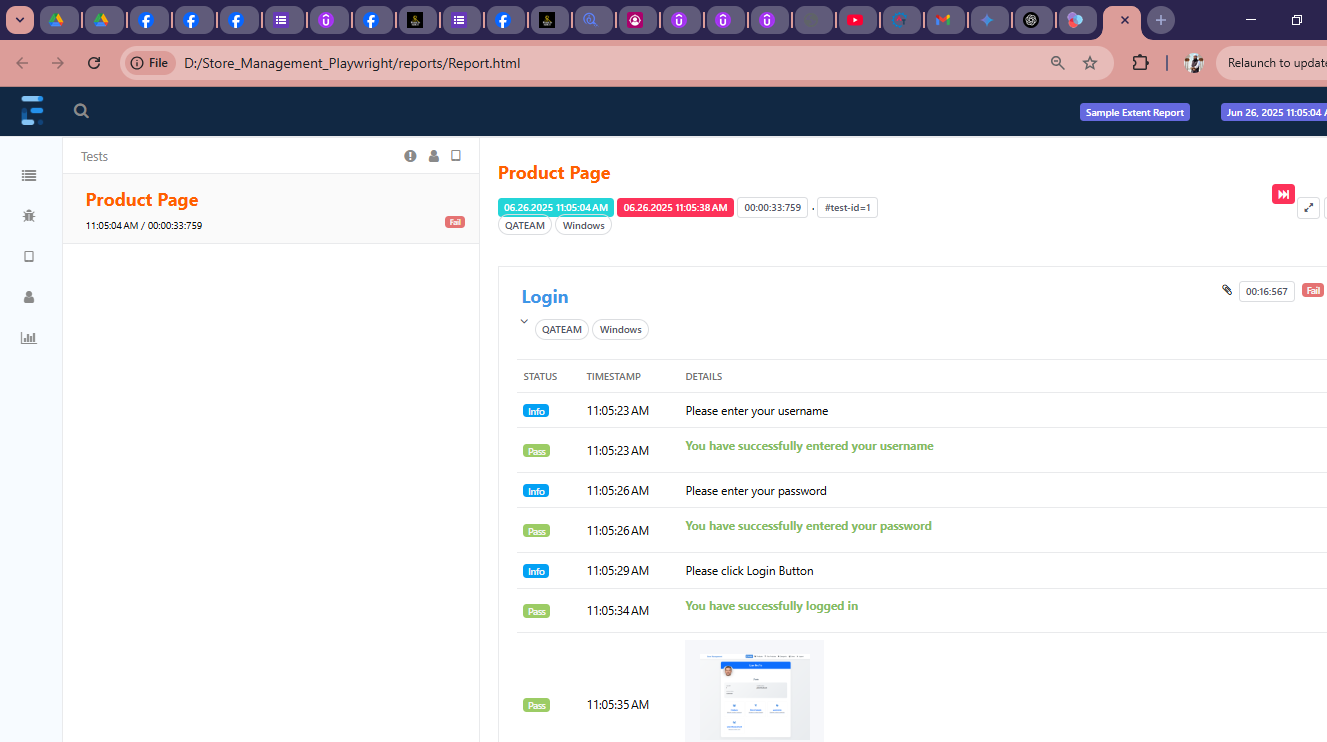 File
D:/Store_Management_Playwright/reports/Report.html
Relaunch to update
Sample Extent Report
Jun 26, 2025 11:05:04
Tests
Product Page
11:05:04 AM / 00:00:33:759
Fail
Product Page
06.26.2025 11:05:04 AM
06.26.2025 11:05:38 AM
00:00:33:759
·
#test-id=1
QATEAM
Windows
Login
00:16:567
Fail
QATEAM
Windows
STATUS TIMESTAMP DETAILS
Info 11:05:23 AM Please enter your username
Pass 11:05:23 AM You have successfully entered your username
Info 11:05:26 AM Please enter your password
Pass 11:05:26 AM You have successfully entered your password
Info 11:05:29 AM Please click Login Button
Pass 11:05:34 AM You have successfully logged in
Pass 11:05:35 AM